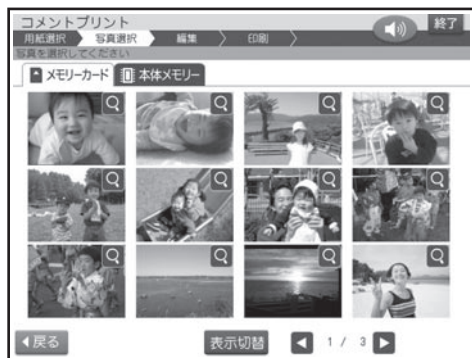 コメントプリント
終了
用紙選択 写真選択 編集 印刷
写真を選択してください
メモリーカード 本体メモリー
戻る 表示切替 1 / 3